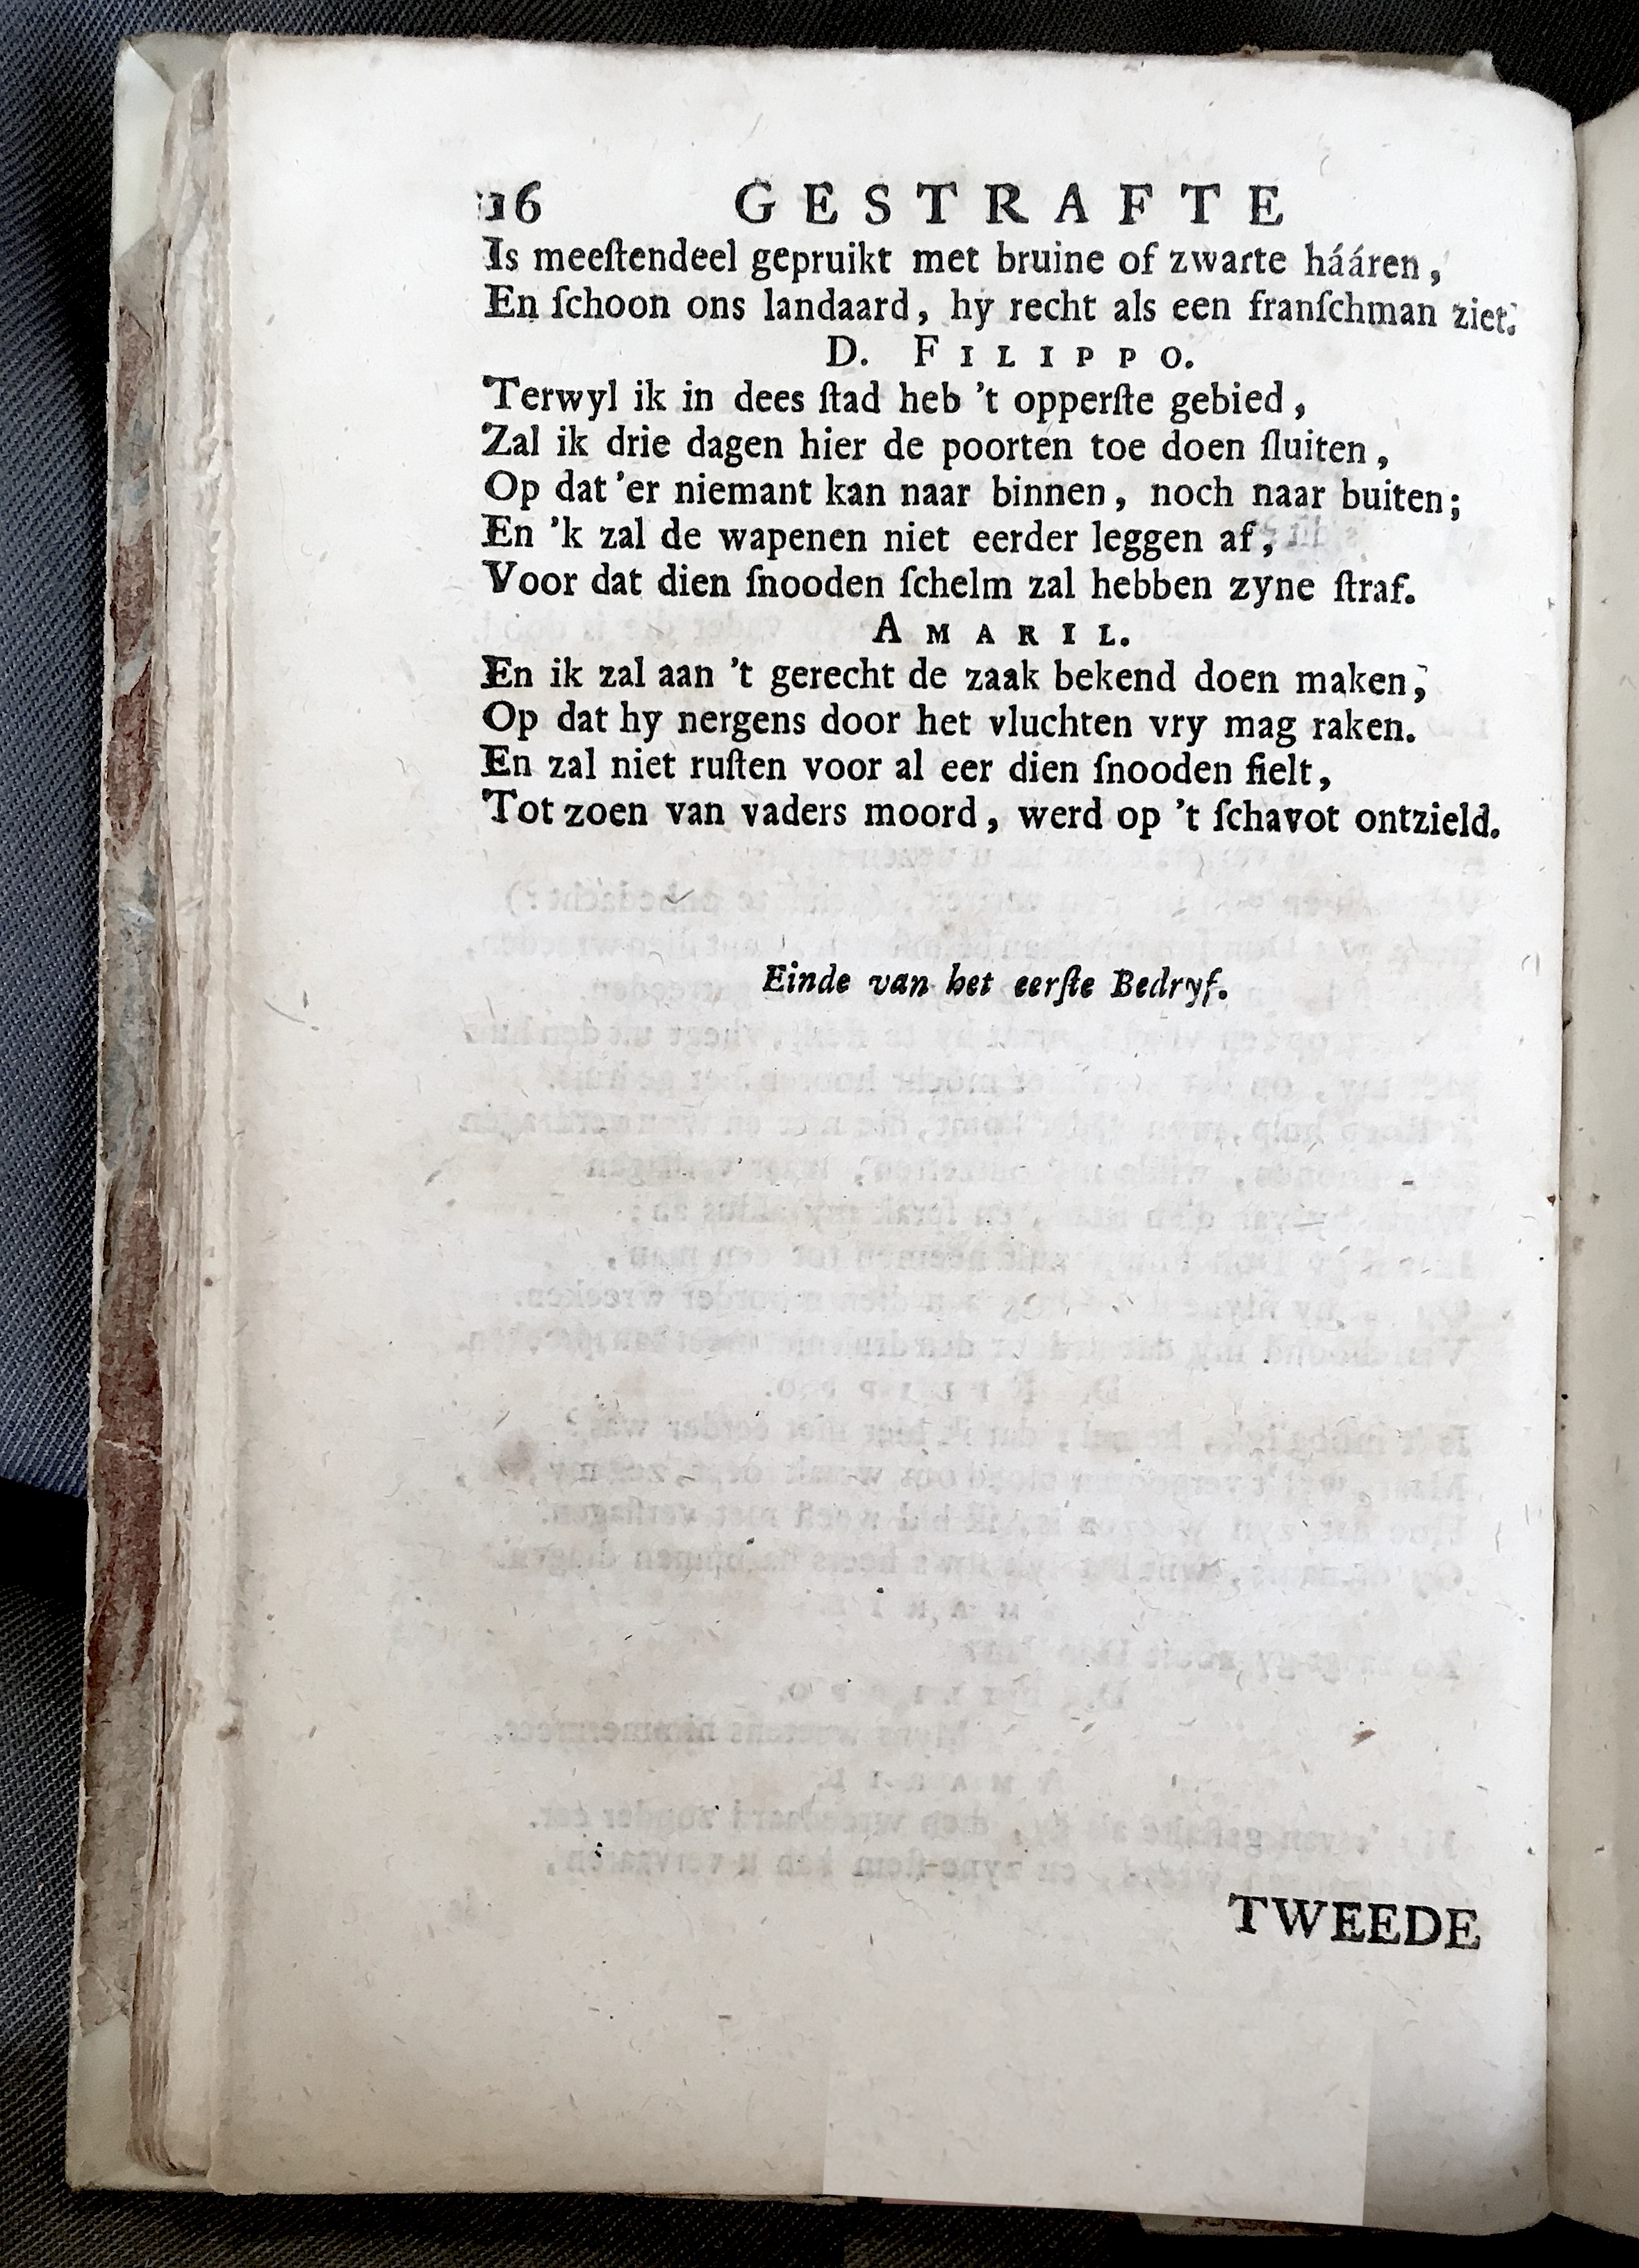 16 GESTRAFTE
Is meeſtendeel gepruikt met bruine of zwarte hááren,
En ſchoon ons landaard, hy recht als een franſchman ziet.
D. FILIPPO.
Terwyl ik in dees ſtad heb 't opperſte gebied,
Zal ik drie dagen hier de poorten toe doen ſluiten,
Op dat 'er niemant kan naar binnen, noch naar buiten;
En 'k zal de wapenen niet eerder leggen af,
Voor dat dien ſnooden ſchelm zal hebben zyne ſtraf.
AMARIL.
En ik zal aan 't gerecht de zaak bekend doen maken,
Op dat hy nergens door het vluchten vry mag raken.
En zal niet ruſten voor al eer dien ſnooden fielt,
Tot zoen van vaders moord, werd op 't ſchavot ontzield.
Einde van het eerſte Bedryf.
TWEEDE